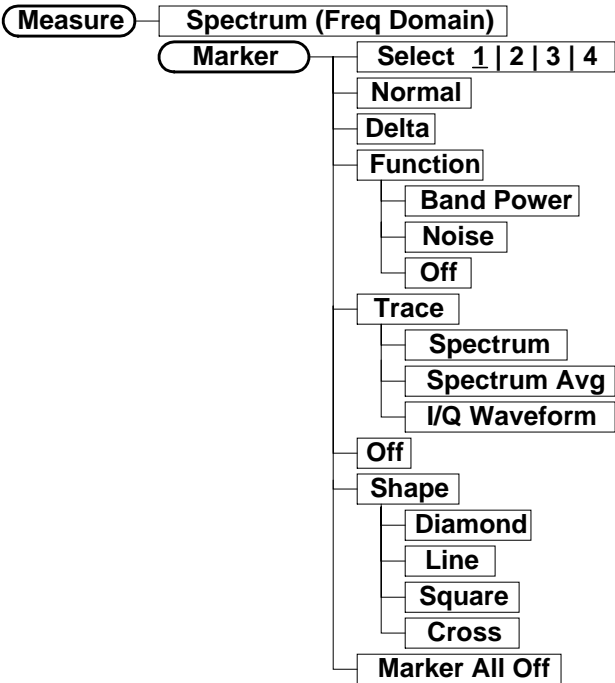 Measure Spectrum (Freq Domain)
Marker Select 1 | 2 | 3 | 4
Normal
Delta
Function
Band Power
Noise
Off
Trace
Spectrum
Spectrum Avg
I/Q Waveform
Off
Shape
Diamond
Line
Square
Cross
Marker All Off